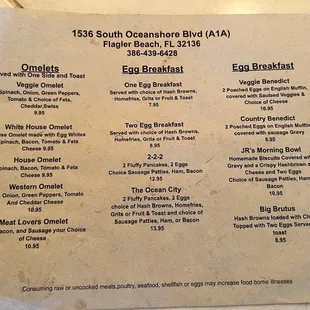 1536 South Oceanshore Blvd (A1A)
Flagler Beach, FL 32136
386-439-6428
Omelets
rved with One Side and Toast
Veggie Omelet
Spinach, Onion, Green Peppers,
Tomato & Choice of Feta,
Cheddar,Swiss
9.95
White House Omelet
Omelet made with Egg Whites
Spinach, Bacon, Tomato & Feta
Cheese
10.95
House Omelet
Spinach, Bacon, Tomato & Feta
10.95
Western Omelet
Onion, Green Peppers, Tomato
And Cheddar Cheese
10.95
Meat Lovers Omelet
Bacon, and Sausage your Choice
of Cheese
10.95
Egg Breakfast
One Egg Breakfast
Served with choice of Hash Browns,
Homefries, Grits or Fruit & Toast
7.95
Two Egg Breakfast
Served with choice of Hash Browns,
Homefries, Grits or Fruit & Toast
8.95
2-2-2
2 Fluffy Pancakes, 2 Eggs
Choice Sausage Patties, Ham, Bacon
12.95
The Ocean City
2 Fluffy Pancakes, 2 Eggs
choice of Hash Browns, Homefries,
Grits or Fruit & Toast and choice of
Sausage Patties, Ham, or Bacon
13.95
Egg Breakfast
Veggie Benedict
2 Poached Eggs on English Muffin,
covered with Sauteed Veggies &
Choice of Cheese
10.95
Country Benedict
2 Poached Eggs on English Muffin,
covered with sausage Gravy
8.95
JR's Morning Bowl
Homemade Biscuits Covered with
Gravy and a Crispy Hashbrown and
Cheese and Two Eggs
Choice of Sausage Patties, Ham,
Bacon
10.95
Big Brutus
Hash Browns loaded with Ch
Topped with Two Eggs Served
toast
8.95
Consuming raw or uncooked meats,poultry, seafood, shellfish or eggs may increase food borne illnesses